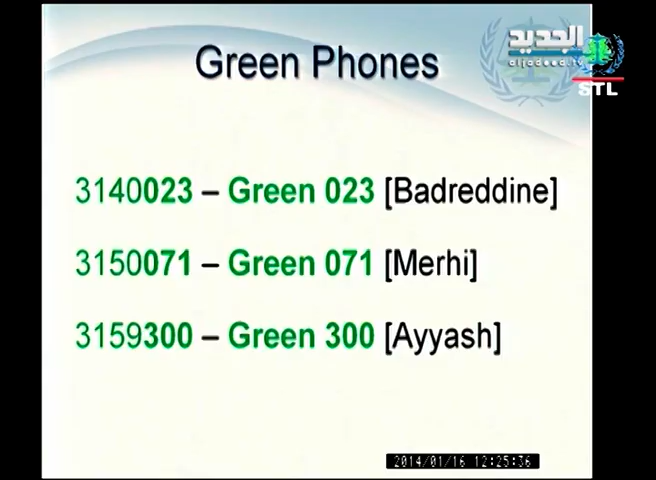 الجديد
aljadeed.tv
STL
Green Phones
3140023 – Green 023 [Badreddine]
3150071 – Green 071 [Merhi]
3159300 – Green 300 [Ayyash]
2014/01/16 12:25:36